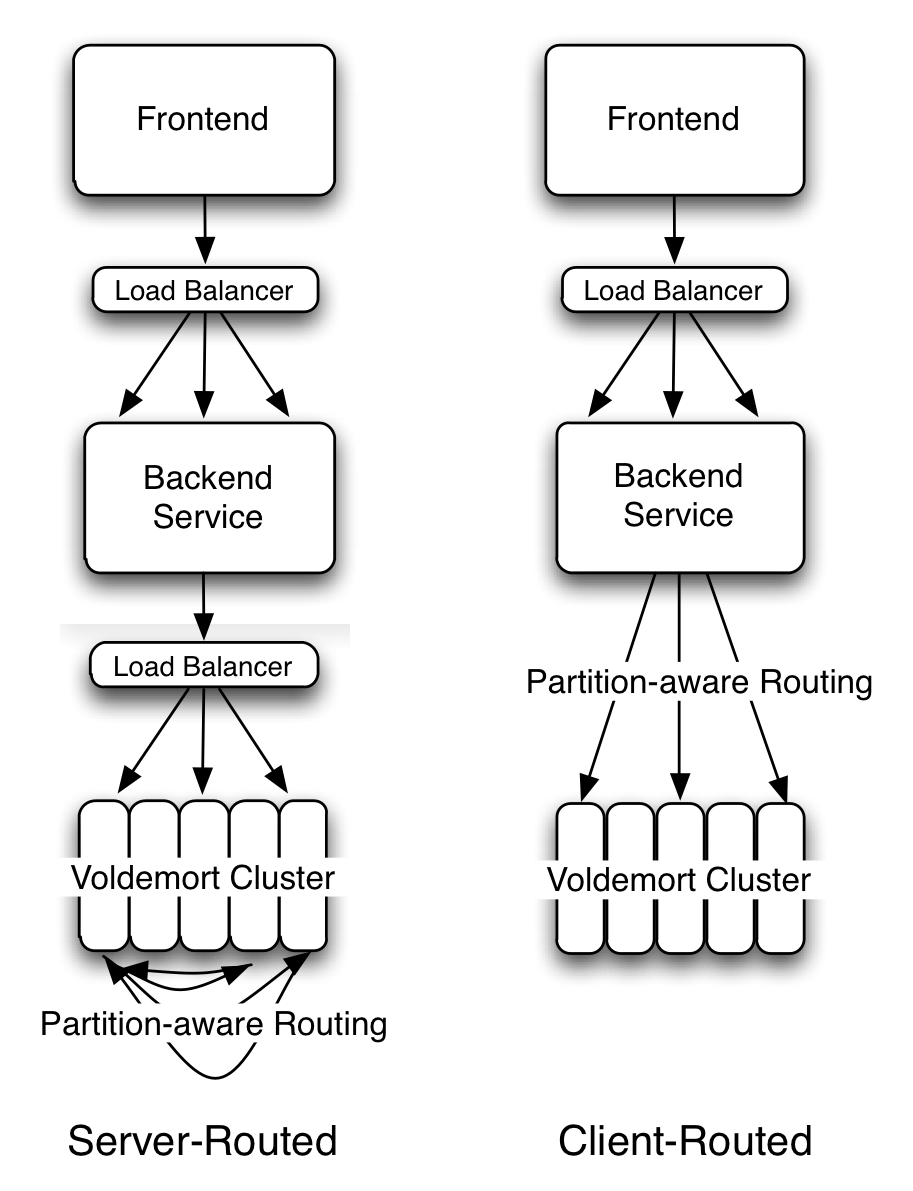 Frontend
Load Balancer
Backend
Service
Load Balancer
Voldemort Cluster
Partition-aware Routing
Server-Routed
Frontend
Load Balancer
Backend
Service
Partition-aware Routing
Voldemort Cluster
Client-Routed